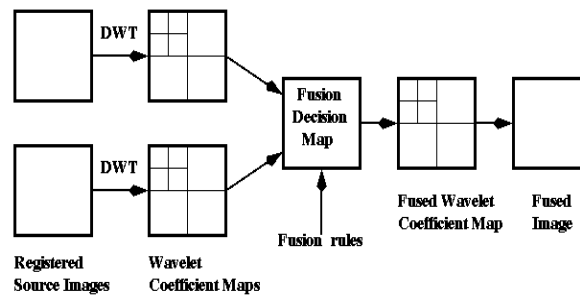 DWT
DWT
Fusion
Decision
Map
Fusion rules
Registered
Source Images
Wavelet
Coefficient Maps
Fused Wavelet
Coefficient Map
Fused
Image